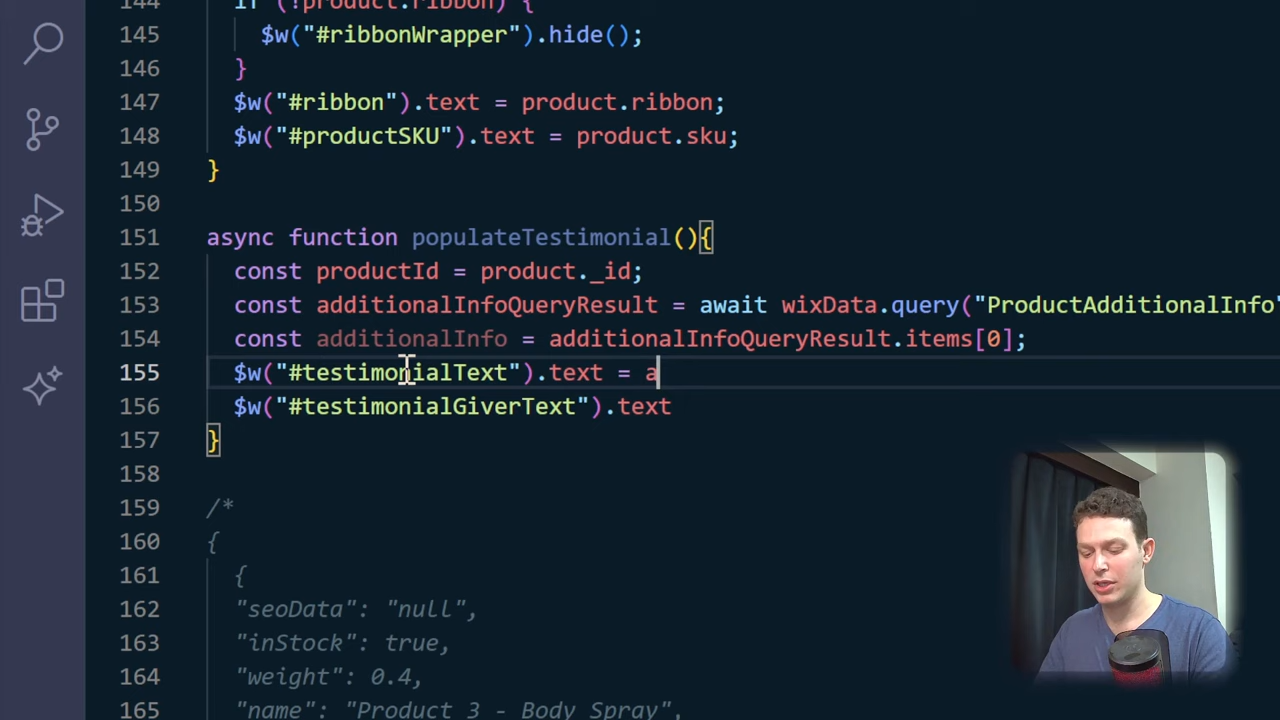 144 if (!product.ribbon) {
145 $w("#ribbonWrapper").hide();
146 }
147 $w("#ribbon").text = product.ribbon;
148 $w("#productSKU").text = product.sku;
149 }
150
151 async function populateTestimonial(){
152 const productId = product._id;
153 const additionalInfoQueryResult = await wixData.query("ProductAdditionalInfo"
154 const additionalInfo = additionalInfoQueryResult.items[0];
155 $w("#testimonialText").text = a
156 $w("#testimonialGiverText").text
157 }
158
159 /*
160 {
161 {
162 "seoData": "null",
163 "inStock": true,
164 "weight": 0.4,
165 "name": "Product 3 - Body Spray",